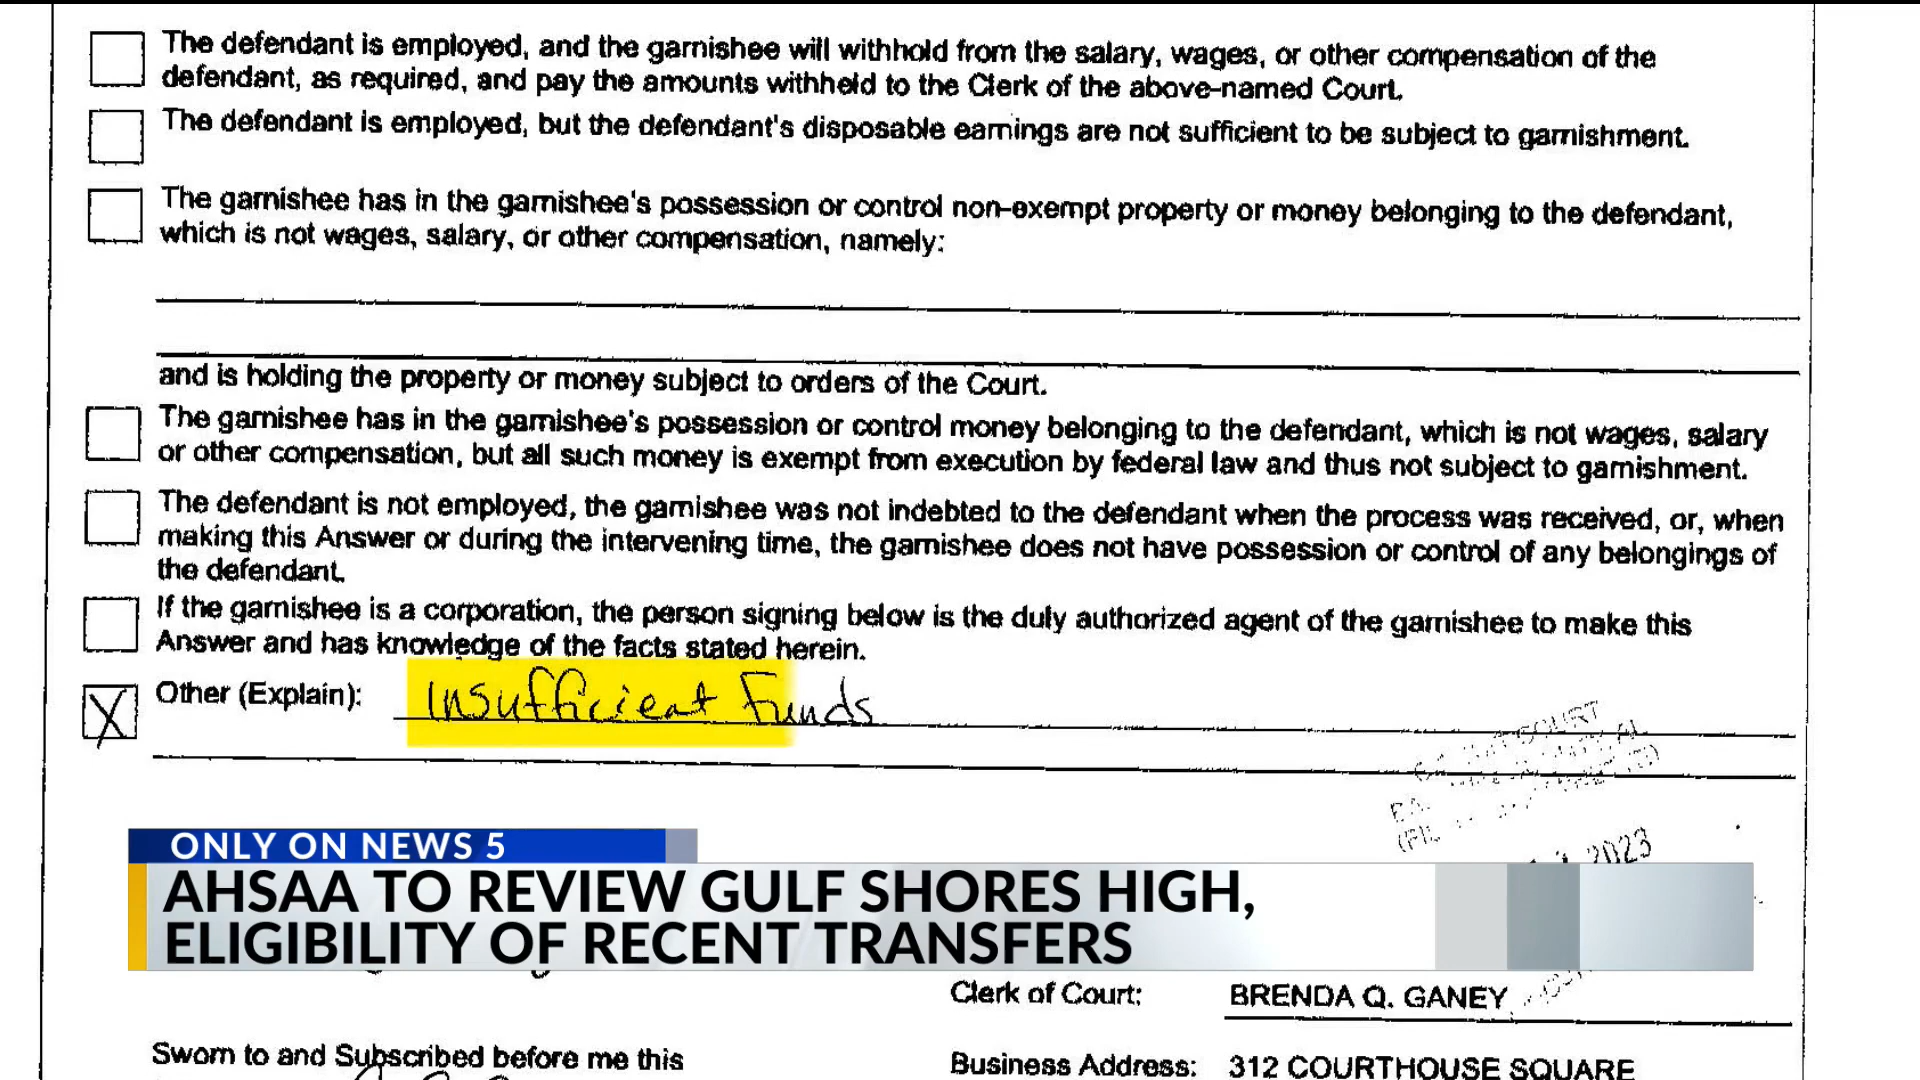 The defendant is employed, and the garnishee will withhold from the salary, wages, or other compensation of the
defendant, as required, and pay the amounts withheld to the Clerk of the above-named Court.
The defendant is employed, but the defendant's disposable earnings are not sufficient to be subject to garnishment.
The garnishee has in the garnishee's possession or control non-exempt property or money belonging to the defendant,
which is not wages, salary, or other compensation, namely:
and is holding the property or money subject to orders of the Court.
The garnishee has in the garnishee's possession or control money belonging to the defendant, which is not wages, salary
or other compensation, but all such money is exempt from execution by federal law and thus not subject to garnishment.
The defendant is not employed, the garnishee was not indebted to the defendant when the process was received, or, when
making this Answer or during the intervening time, the garnishee does not have possession or control of any belongings of
the defendant.
If the garnishee is a corporation, the person signing below is the duly authorized agent of the garnishee to make this
Answer and has knowledge of the facts stated herein.
X Other (Explain): Insufficient Funds
COURT
2023
ONLY ON NEWS 5
AHSAA TO REVIEW GULF SHORES HIGH,
ELIGIBILITY OF RECENT TRANSFERS
Clerk of Court: BRENDA Q. GANEY
Sworn to and Subscribed before me this
Business Address: 312 COURTHOUSE SQUARE